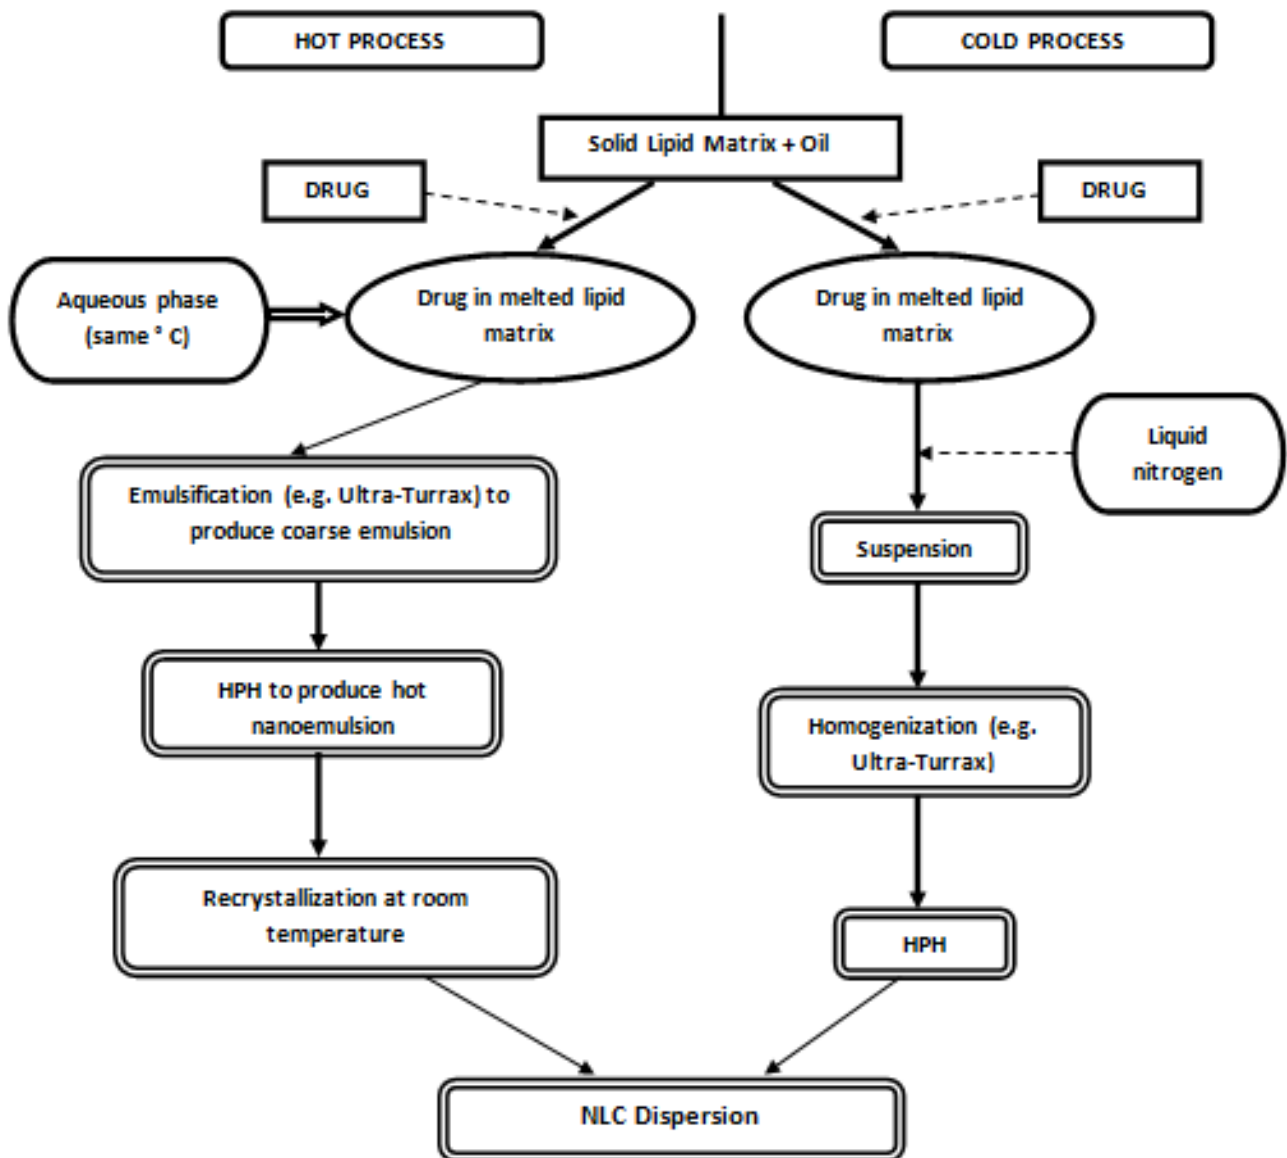 HOT PROCESS
COLD PROCESS
Solid Lipid Matrix + Oil
DRUG
DRUG
Aqueous phase
(same ° C)
Drug in melted lipid
matrix
Drug in melted lipid
matrix
Liquid
nitrogen
Emulsification (e.g. Ultra-Turrax) to
produce coarse emulsion
Suspension
HPH to produce hot
nanoemulsion
Homogenization (e.g.
Ultra-Turrax)
Recrystallization at room
temperature
HPH
NLC Dispersion